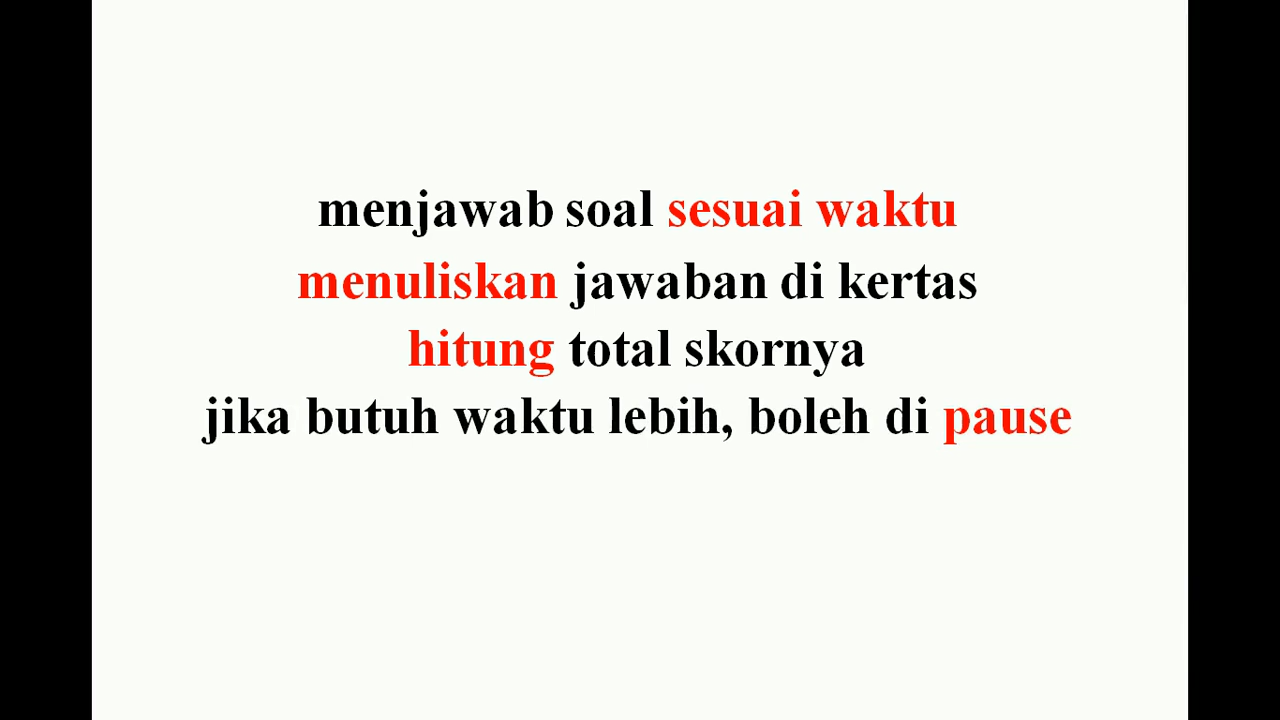 menjawab soal sesuai waktu
menuliskan jawaban di kertas
hitung total skornya
jika butuh waktu lebih, boleh di pause